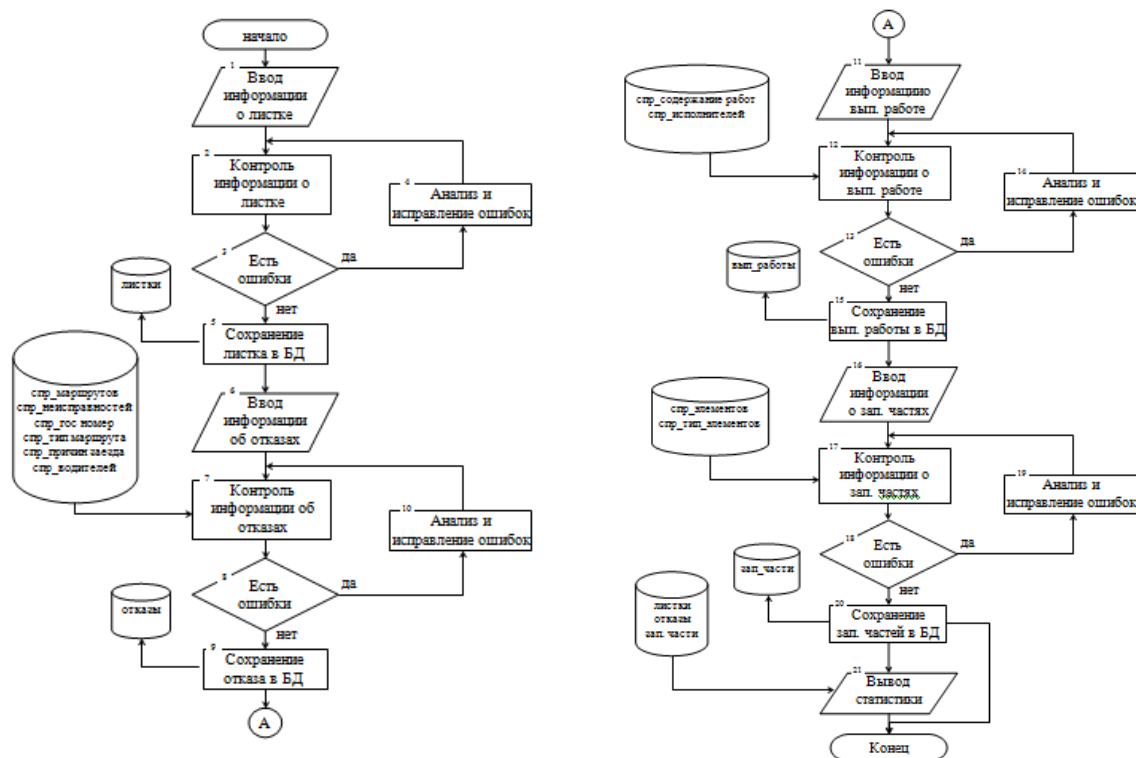 начало
1
Ввод
информации
о листке
2
Контроль
информации о
листке
4
Анализ и
исправление ошибок
3
Есть
ошибки
да
нет
листки
5
Сохранение
листка в БД
спр_маршрутов
спр_неисправностей
спр_гос номер
спр_тип маршрута
спр_причин заезда
спр_водителей
6
Ввод
информации
об отказах
7
Контроль
информации об
отказах
10
Анализ и
исправление ошибок
8
Есть
ошибки
да
нет
отказы
9
Сохранение
отказа в БД
А
А
11
Ввод
информациио
вып. работе
спр_содержание работ
спр_исполнителей
12
Контроль
информации о
вып. работе
14
Анализ и
исправление ошибок
13
Есть
ошибки
да
нет
вып_работы
15
Сохранение
вып. работы в БД
16
Ввод
информации
о зап. частях
спр_элементов
спр_тип_элементов
17
Контроль
информации о
зап. частях
19
Анализ и
исправление ошибок
18
Есть
ошибки
да
нет
зап_части
20
Сохранение
зап. частей в БД
листки
отказы
зап. части
21
Вывод
статистики
Конец